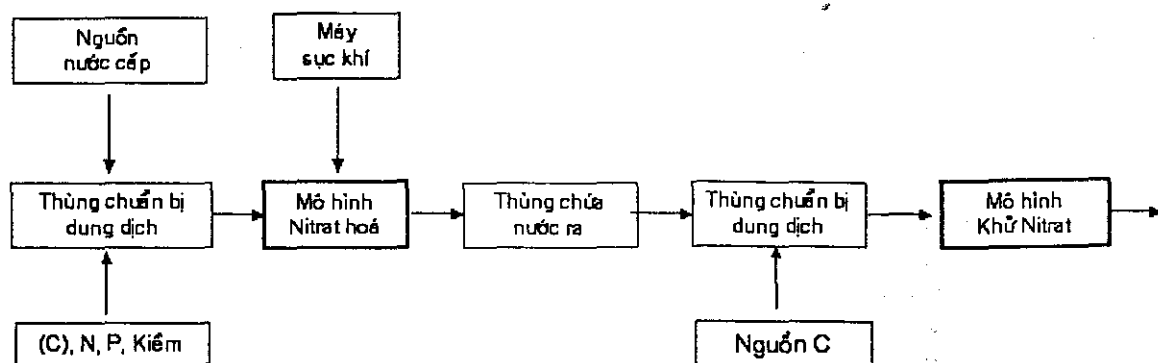 Nguồn
nước cấp
Máy
sục khí
Thùng chuẩn bị
dung dịch
Mô hình
Nitrat hoá
Thùng chứa
nước ra
Thùng chuẩn bị
dung dịch
Mô hình
Khử Nitrat
(C), N, P, Kiềm
Nguồn C